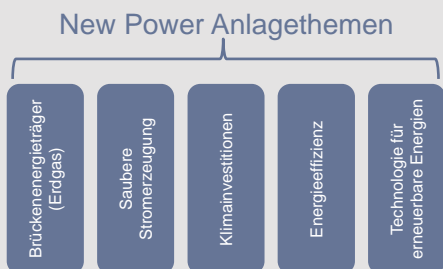 New Power Anlagethemen
Brückenenergieträger
(Erdgas)
Saubere
Stromerzeugung
Klimainvestitionen
Energieeffizienz
Technologie für
erneuerbare Energien